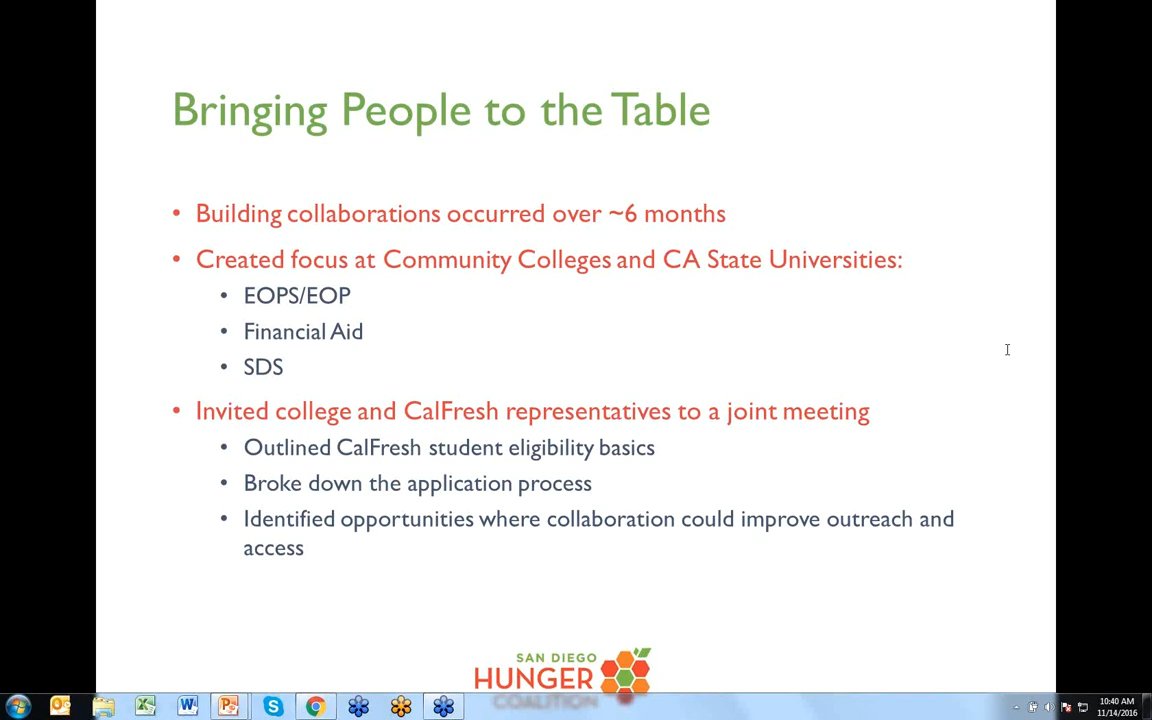 Bringing People to the Table
• Building collaborations occurred over ~6 months
• Created focus at Community Colleges and CA State Universities:
• EOPS/EOP
• Financial Aid
• SDS
• Invited college and CalFresh representatives to a joint meeting
• Outlined CalFresh student eligibility basics
• Broke down the application process
• Identified opportunities where collaboration could improve outreach and
access
SAN DIEGO
HUNGER
COALITION
10:40 AM
11/14/2016